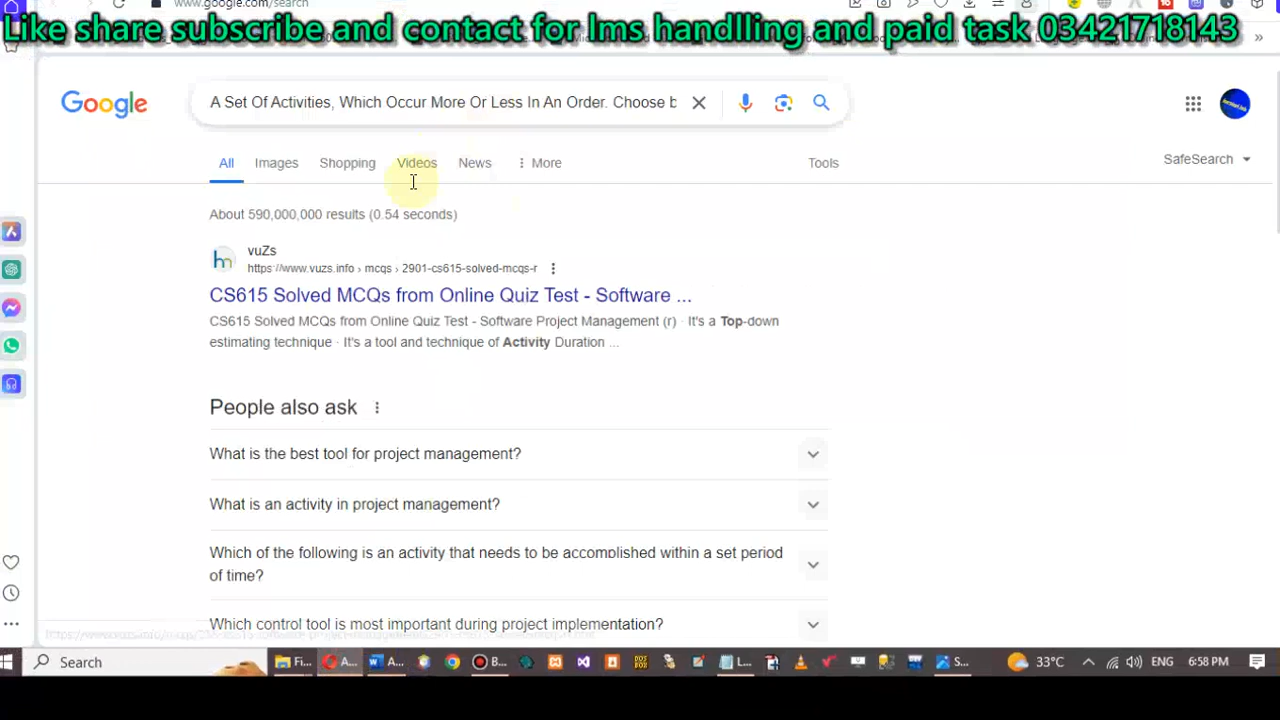 www.google.com/search
Like share subscribe and contact for lms handlling and paid task 03421718143
Google
A Set Of Activities, Which Occur More Or Less In An Order. Choose b
All
Images
Shopping
Videos
News
More
Tools
SafeSearch
About 590,000,000 results (0.54 seconds)
vuZs
https://www.vuzs.info › mcqs › 2901-cs615-solved-mcqs-r
CS615 Solved MCQs from Online Quiz Test - Software ...
CS615 Solved MCQs from Online Quiz Test - Software Project Management (r) · It's a Top-down
estimating technique · It's a tool and technique of Activity Duration ...
People also ask
What is the best tool for project management?
What is an activity in project management?
Which of the following is an activity that needs to be accomplished within a set period
of time?
Which control tool is most important during project implementation?
Search
Fi...
A...
A...
B...
L...
S...
33°C
ENG
6:58 PM